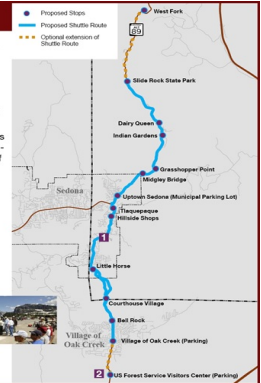 Proposed Stops
Proposed Shuttle Route
Optional extension of
Shuttle Route
West Fork
89
Slide Rock State Park
Dairy Queen
Indian Gardens
Grasshopper Point
Midgley Bridge
Sedona
Uptown Sedona (Municipal Parking Lot)
Tlaquepaque
Hillside Shops
1
Little Horse
Courthouse Village
Bell Rock
Village of
Oak Creek
Village of Oak Creek (Parking)
2
US Forest Service Visitors Center (Parking)